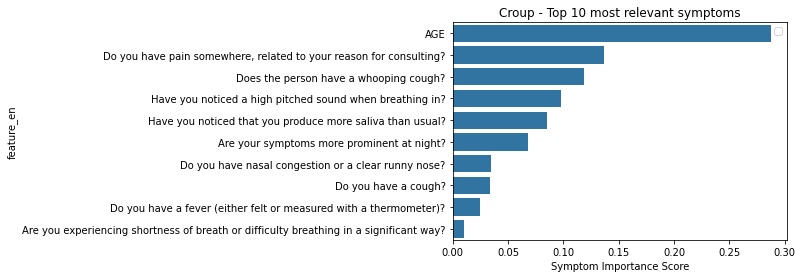 Croup - Top 10 most relevant symptoms
AGE
Do you have pain somewhere, related to your reason for consulting?
Does the person have a whooping cough?
Have you noticed a high pitched sound when breathing in?
Have you noticed that you produce more saliva than usual?
Are your symptoms more prominent at night?
Do you have nasal congestion or a clear runny nose?
Do you have a cough?
Do you have a fever (either felt or measured with a thermometer)?
Are you experiencing shortness of breath or difficulty breathing in a significant way?
feature_en
0.00 0.05 0.10 0.15 0.20 0.25 0.30
Symptom Importance Score